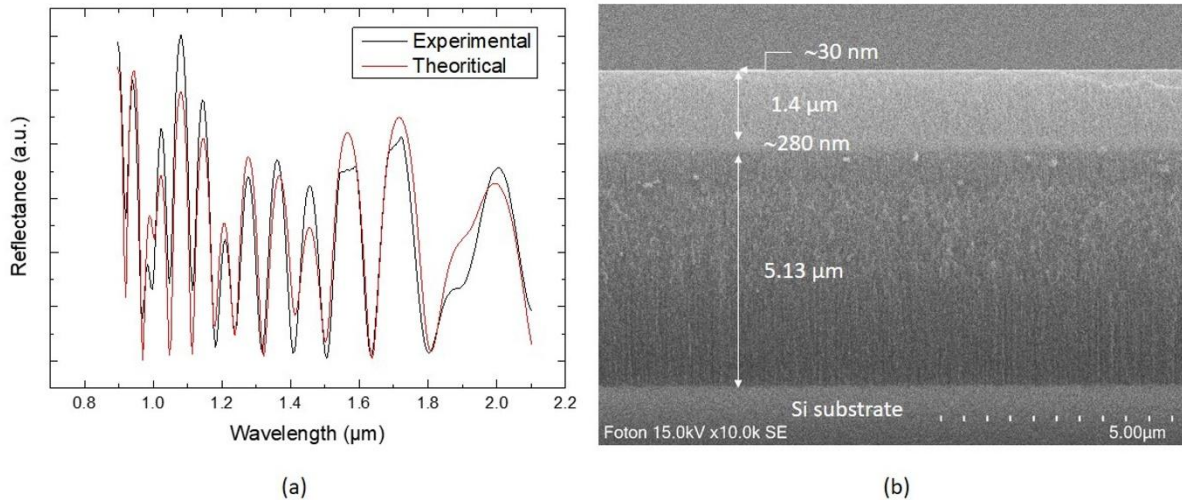 Experimental
Theoritical
Reflectance (a.u.)
0.8 1.0 1.2 1.4 1.6 1.8 2.0 2.2
Wavelength (µm)
(a)
~30 nm
1.4 µm
~280 nm
5.13 µm
Si substrate
Foton 15.0kV x10.0k SE
5.00µm
(b)